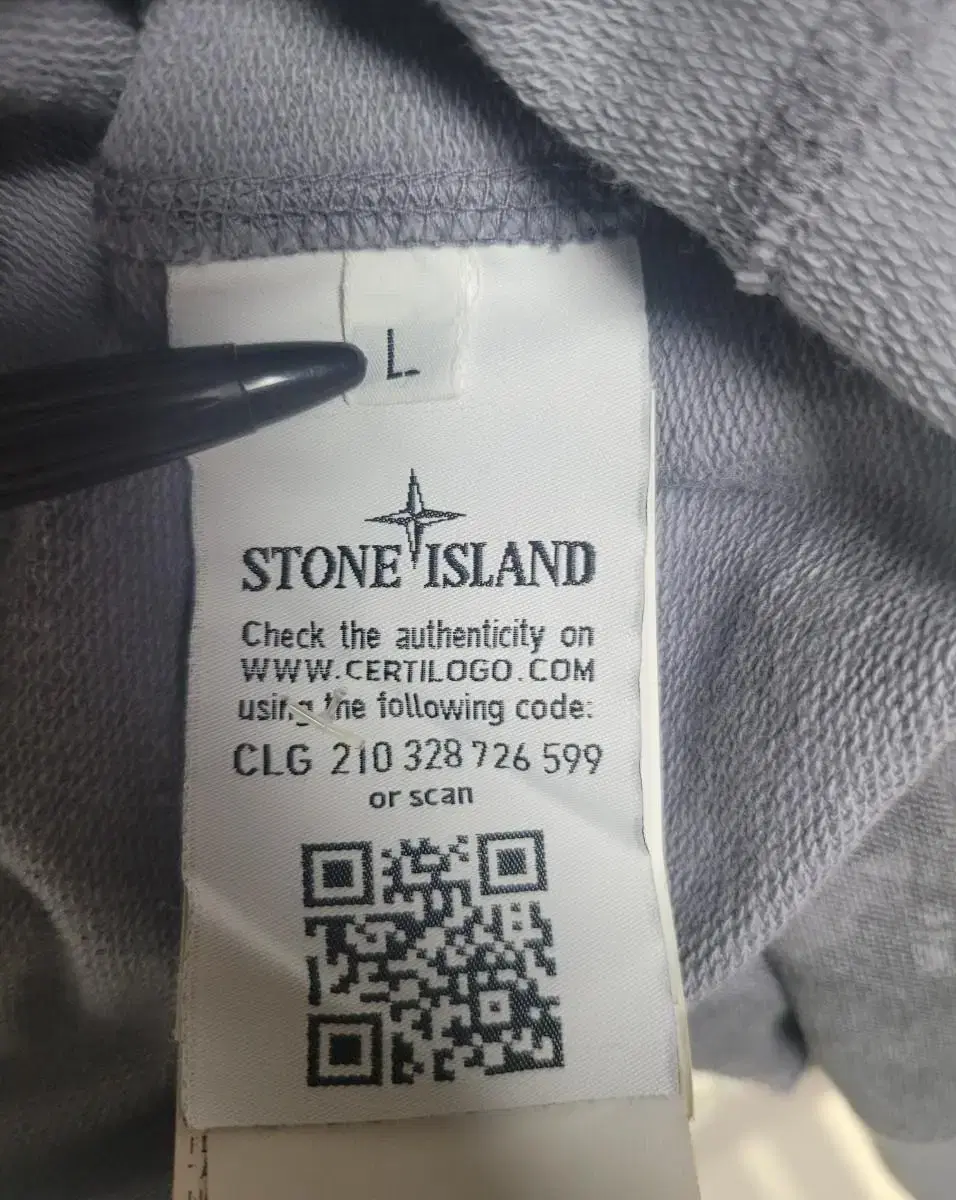 L
STONE ISLAND
Check the authenticity on
WWW.CERTILOGO.COM
using the following code:
CLG 210 328 726 599
or scan